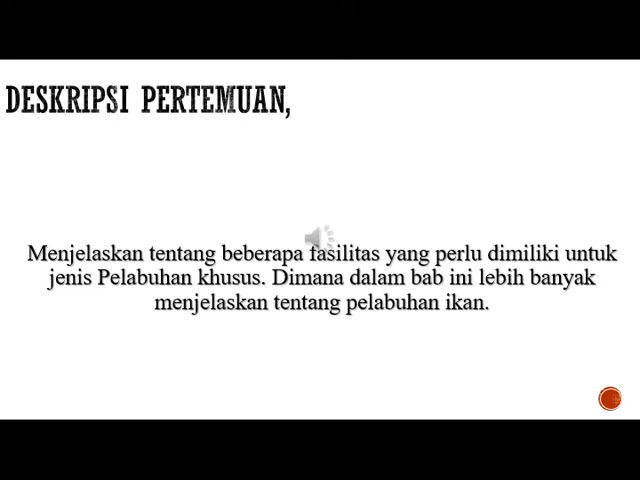 DESKRIPSI PERTEMUAN,
Menjelaskan tentang beberapa fasilitas yang perlu dimiliki untuk
jenis Pelabuhan khusus. Dimana dalam bab ini lebih banyak
menjelaskan tentang pelabuhan ikan.